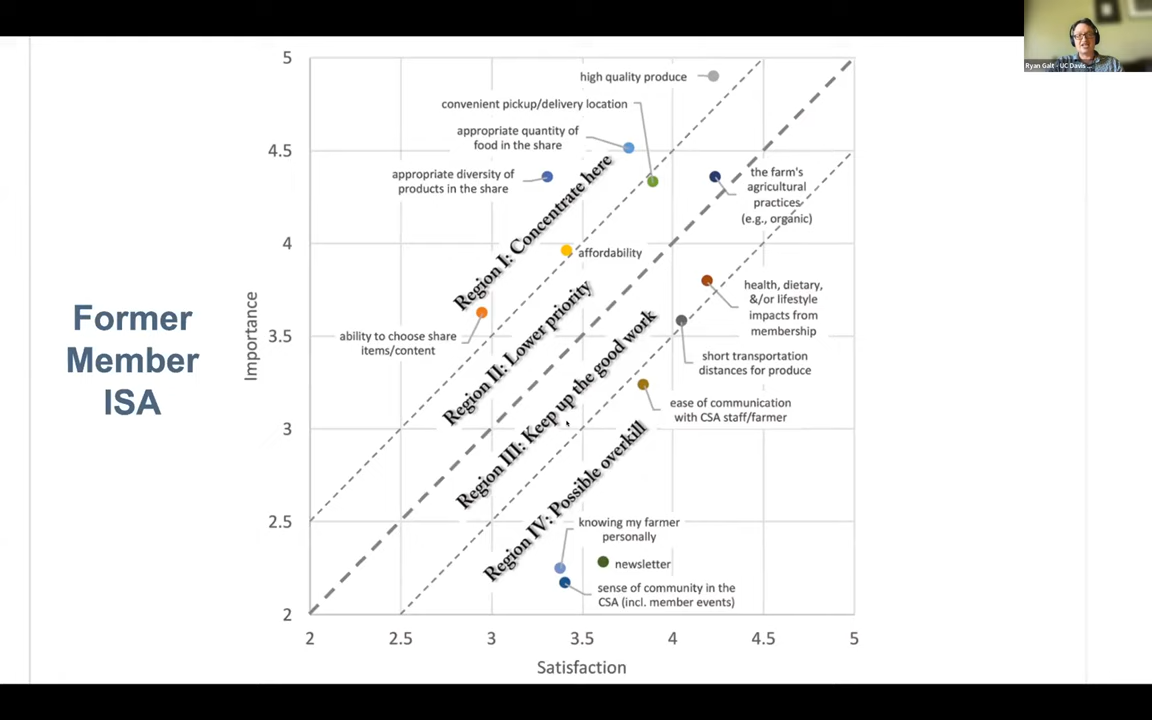 Ryan Galt - UC Davis
Former
Member
ISA
Importance
5
4.5
4
3.5
3
2.5
2
high quality produce
convenient pickup/delivery location
appropriate quantity of
food in the share
appropriate diversity of
products in the share
the farm's
agricultural
practices
(e.g., organic)
affordability
ability to choose share
items/content
health, dietary,
&/or lifestyle
impacts from
membership
short transportation
distances for produce
ease of communication
with CSA staff/farmer
Region I: Concentrate here
Region II: Lower priority
Region III: Keep up the good work
Region IV: Possible overkill
knowing my farmer
personally
newsletter
sense of community in the
CSA (incl. member events)
2
2.5
3
3.5
4
4.5
5
Satisfaction